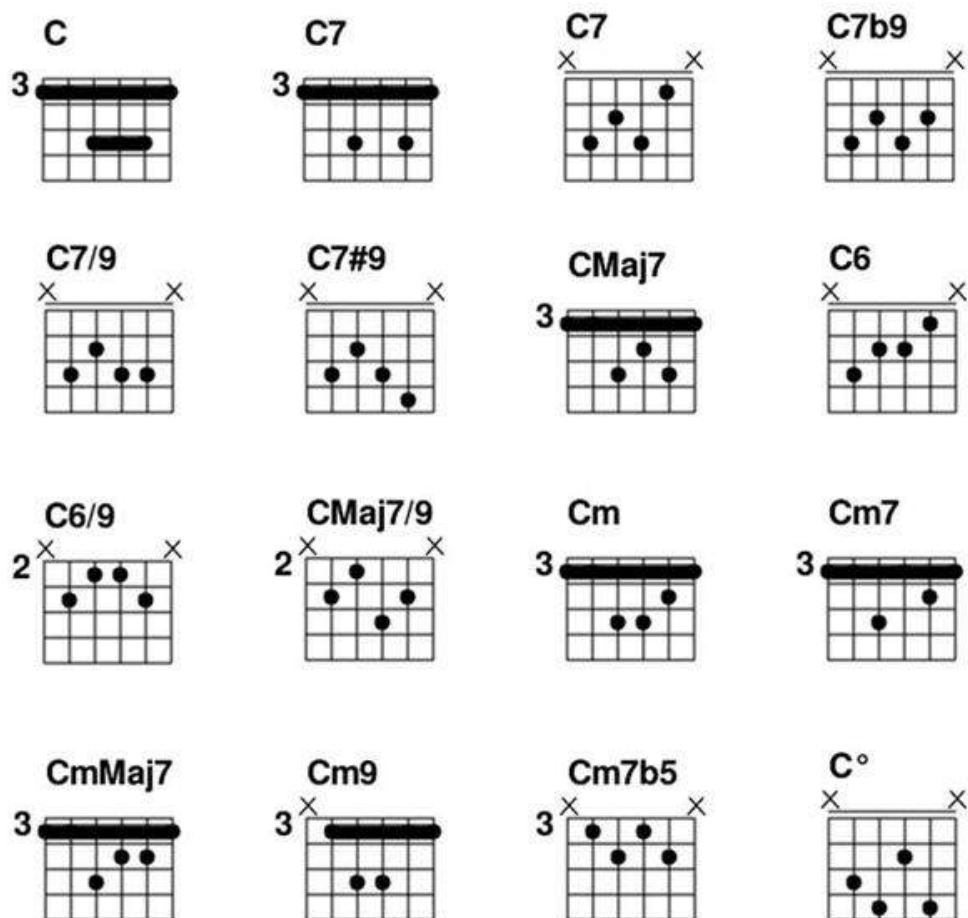 C C7 C7 C7b9
× × × ×
3 3
C7/9 C7#9 CMaj7 C6
× × × × × ×
3
C6/9 CMaj7/9 Cm Cm7
× × × ×
2 2 3 3
CmMaj7 Cm9 Cm7b5 C°
× × × × ×
3 3 3